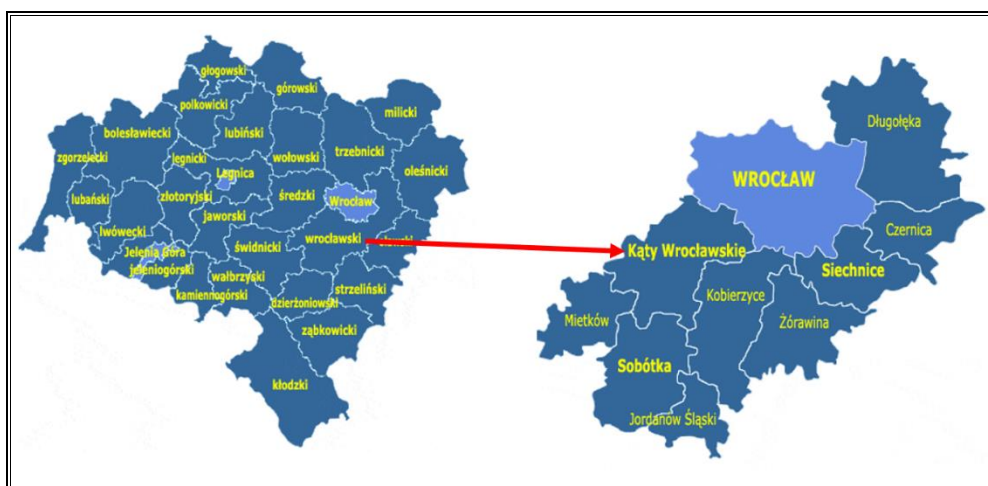 głogowski
górowski
polkowicki
milicki
bolesławiecki
lubiński
trzebnicki
zgorzelecki
legnicki
wołowski
oleśnicki
Legnica
lubański
złotoryjski
średzki
Wrocław
jaworski
lwówecki
wrocławski
świdnicki
Jelenia Góra
jeleniogórski
wałbrzyski
strzeliński
kamiennogórski
dzierżoniowski
ząbkowicki
kłodzki
Długołęka
WROCŁAW
Czernica
Kąty Wrocławskie
Siechnice
Kobierzyce
Mietków
Żórawina
Sobótka
Jordanów Śląski